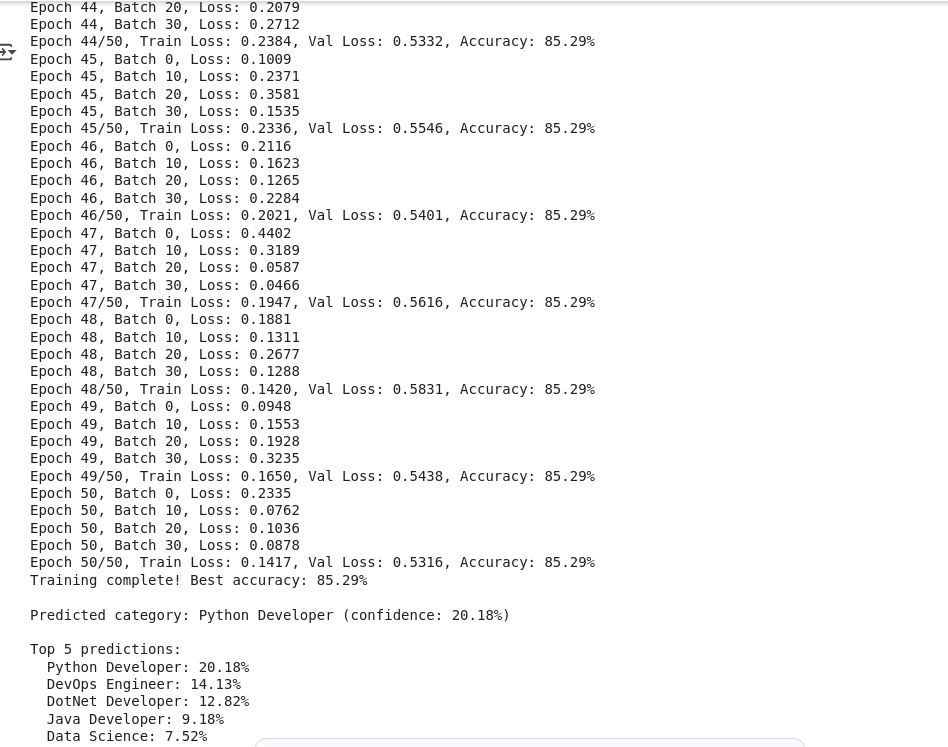 Epoch 44, Batch 20, Loss: 0.2079
Epoch 44, Batch 30, Loss: 0.2712
Epoch 44/50, Train Loss: 0.2384, Val Loss: 0.5332, Accuracy: 85.29%
Epoch 45, Batch 0, Loss: 0.1009
Epoch 45, Batch 10, Loss: 0.2371
Epoch 45, Batch 20, Loss: 0.3581
Epoch 45, Batch 30, Loss: 0.1535
Epoch 45/50, Train Loss: 0.2336, Val Loss: 0.5546, Accuracy: 85.29%
Epoch 46, Batch 0, Loss: 0.2116
Epoch 46, Batch 10, Loss: 0.1623
Epoch 46, Batch 20, Loss: 0.1265
Epoch 46, Batch 30, Loss: 0.2284
Epoch 46/50, Train Loss: 0.2021, Val Loss: 0.5401, Accuracy: 85.29%
Epoch 47, Batch 0, Loss: 0.4402
Epoch 47, Batch 10, Loss: 0.3189
Epoch 47, Batch 20, Loss: 0.0587
Epoch 47, Batch 30, Loss: 0.0466
Epoch 47/50, Train Loss: 0.1947, Val Loss: 0.5616, Accuracy: 85.29%
Epoch 48, Batch 0, Loss: 0.1881
Epoch 48, Batch 10, Loss: 0.1311
Epoch 48, Batch 20, Loss: 0.2677
Epoch 48, Batch 30, Loss: 0.1288
Epoch 48/50, Train Loss: 0.1420, Val Loss: 0.5831, Accuracy: 85.29%
Epoch 49, Batch 0, Loss: 0.0948
Epoch 49, Batch 10, Loss: 0.1553
Epoch 49, Batch 20, Loss: 0.1928
Epoch 49, Batch 30, Loss: 0.3235
Epoch 49/50, Train Loss: 0.1650, Val Loss: 0.5438, Accuracy: 85.29%
Epoch 50, Batch 0, Loss: 0.2335
Epoch 50, Batch 10, Loss: 0.0762
Epoch 50, Batch 20, Loss: 0.1036
Epoch 50, Batch 30, Loss: 0.0878
Epoch 50/50, Train Loss: 0.1417, Val Loss: 0.5316, Accuracy: 85.29%
Training complete! Best accuracy: 85.29%
Predicted category: Python Developer (confidence: 20.18%)
Top 5 predictions:
Python Developer: 20.18%
DevOps Engineer: 14.13%
DotNet Developer: 12.82%
Java Developer: 9.18%
Data Science: 7.52%